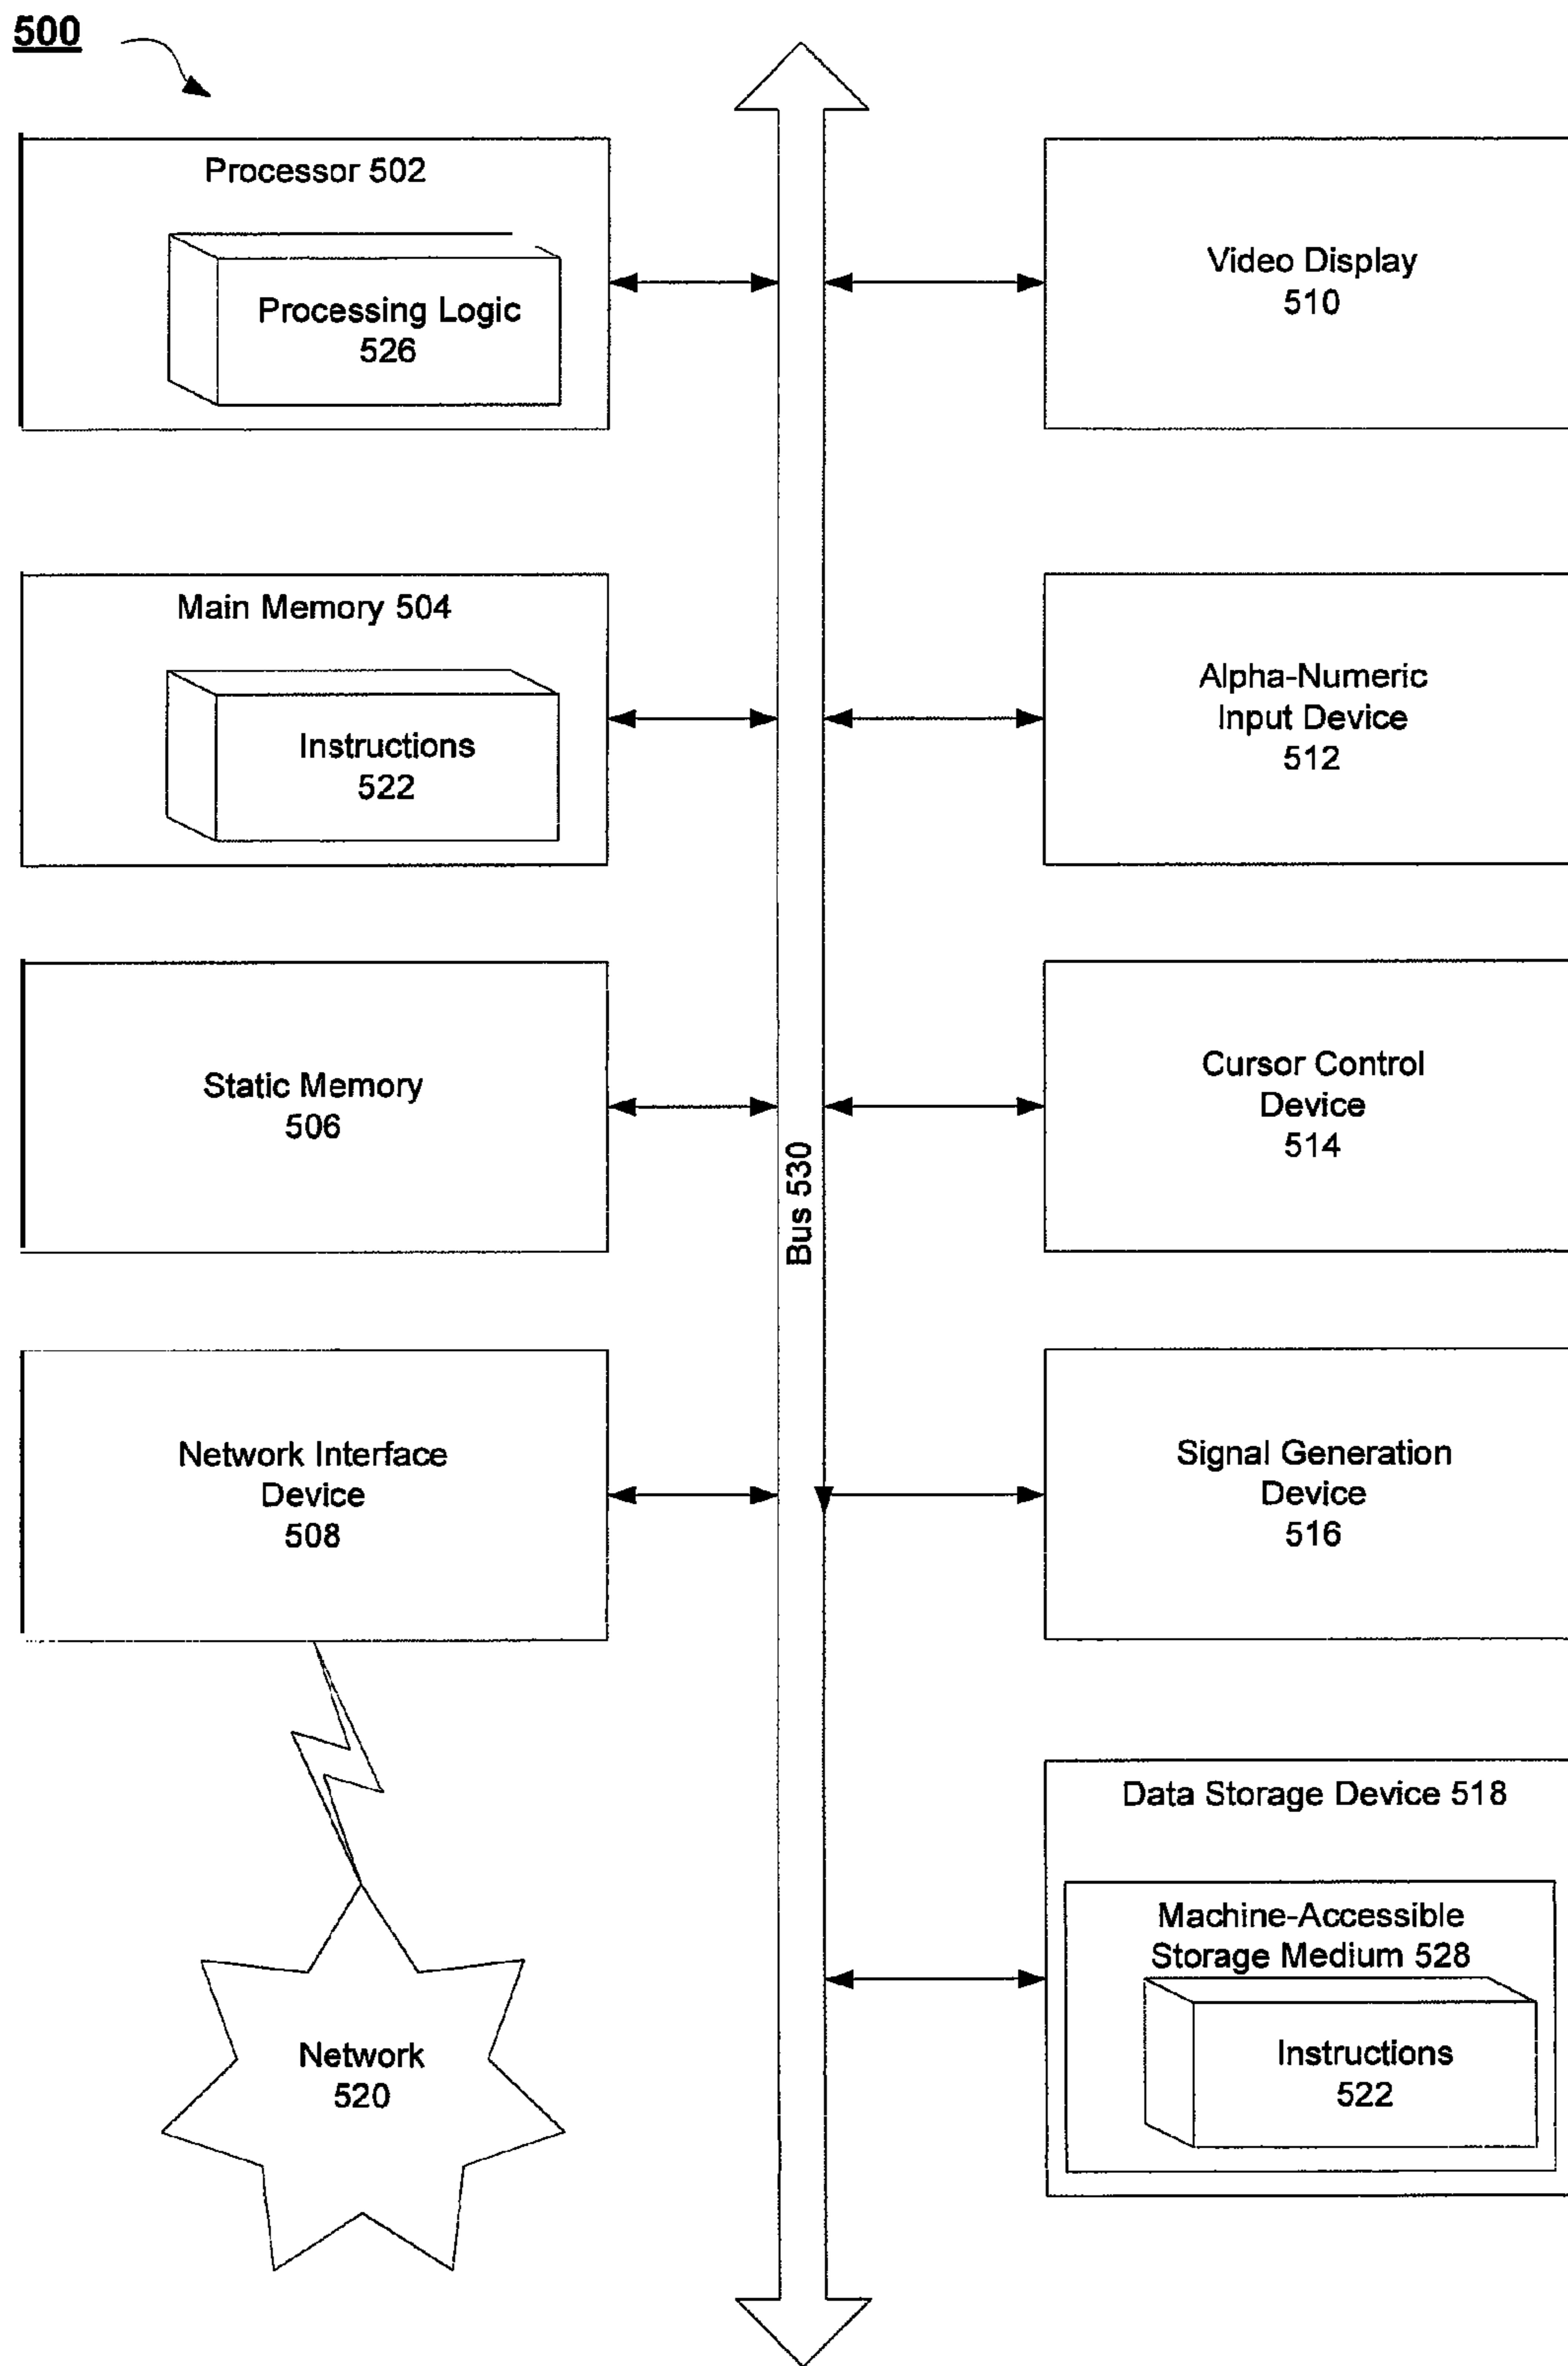 500
Processor 502
Processing Logic
526
Main Memory 504
Instructions
522
Static Memory
506
Network Interface
Device
508
Network
520
Bus 530
Video Display
510
Alpha-Numeric
Input Device
512
Cursor Control
Device
514
Signal Generation
Device
516
Data Storage Device 518
Machine-Accessible
Storage Medium 528
Instructions
522